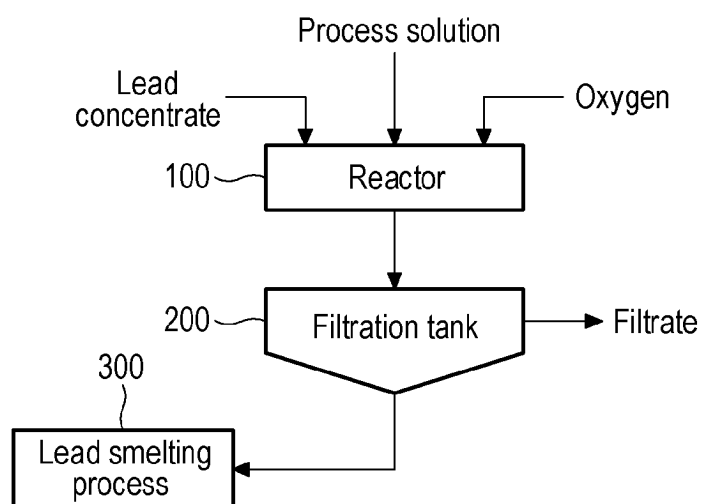 Process solution
Lead
concentrate
Oxygen
100
Reactor
200
Filtration tank
Filtrate
300
Lead smelting
process